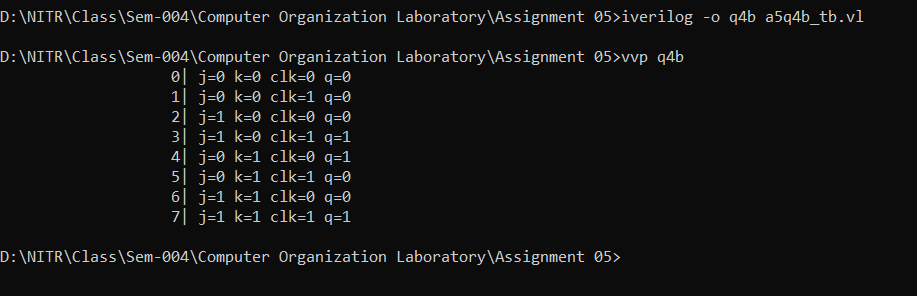 D:\NITR\Class\Sem-004\Computer Organization Laboratory\Assignment 05>iverilog -o q4b a5q4b_tb.vl
D:\NITR\Class\Sem-004\Computer Organization Laboratory\Assignment 05>vvp q4b
0| j=0 k=0 clk=0 q=0
1| j=0 k=0 clk=1 q=0
2| j=1 k=0 clk=0 q=0
3| j=1 k=0 clk=1 q=1
4| j=0 k=1 clk=0 q=1
5| j=0 k=1 clk=1 q=0
6| j=1 k=1 clk=0 q=0
7| j=1 k=1 clk=1 q=1
D:\NITR\Class\Sem-004\Computer Organization Laboratory\Assignment 05>